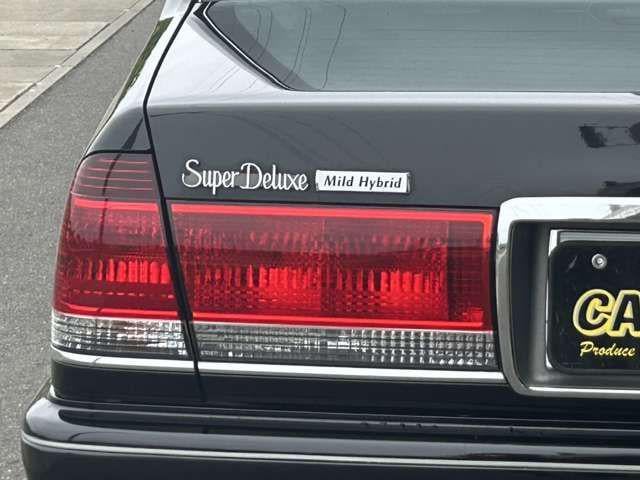 Super Deluxe Mild Hybrid
CA
Produce